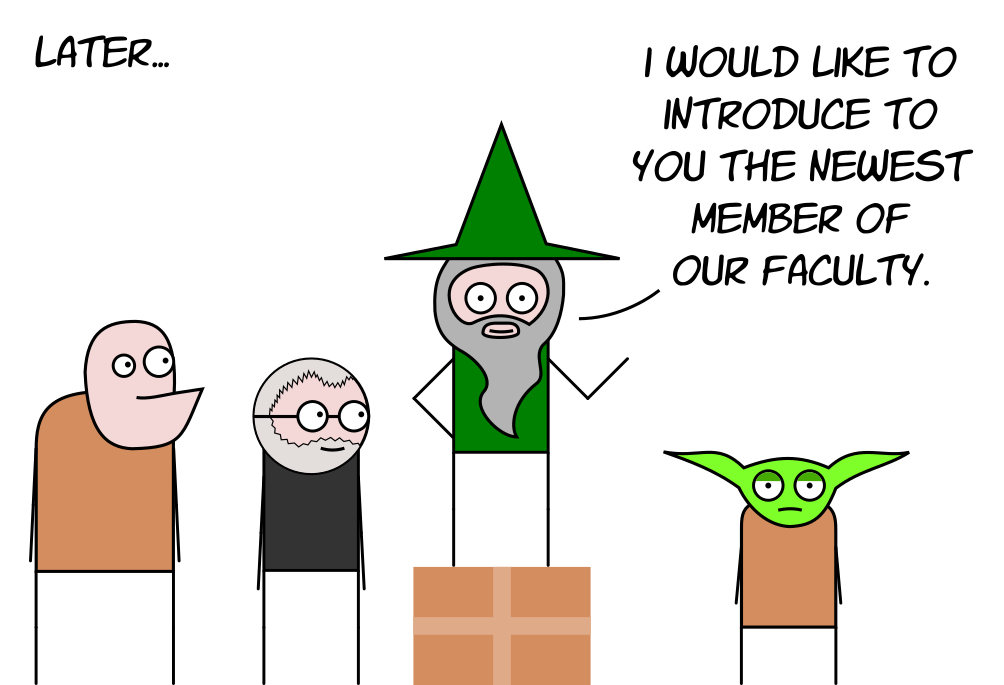 LATER...
I WOULD LIKE TO
INTRODUCE TO
YOU THE NEWEST
MEMBER OF
OUR FACULTY.